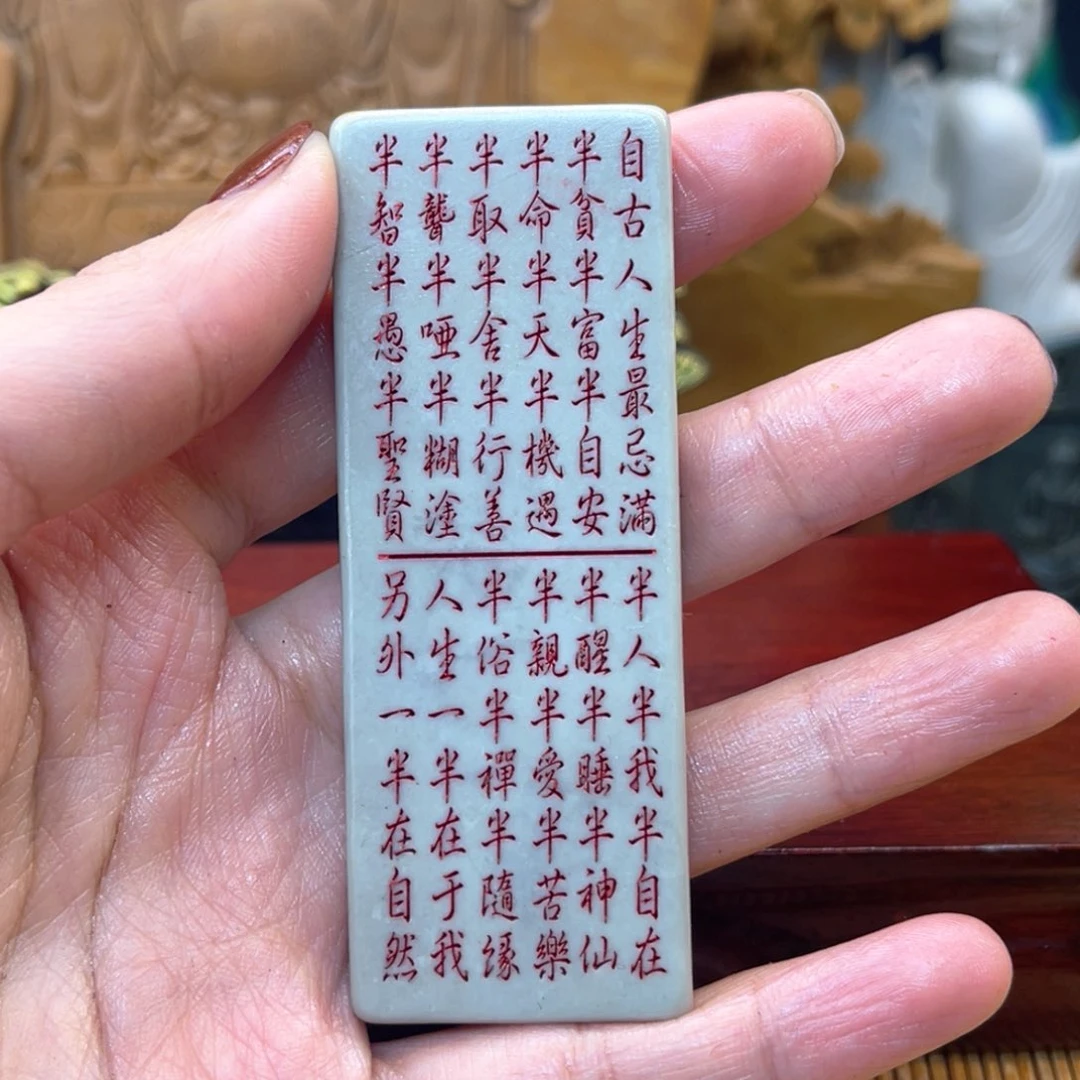 自古人生最忌滿
半貧半富半自安
半命半天半機遇
半取半舍半行善
半聾半啞半糊塗
半智半愚半聖賢
半人半我半自在
半醒半睡半神仙
半親半愛半苦樂
半俗半禪半隨緣
人生一半在于我
另外一半在自然